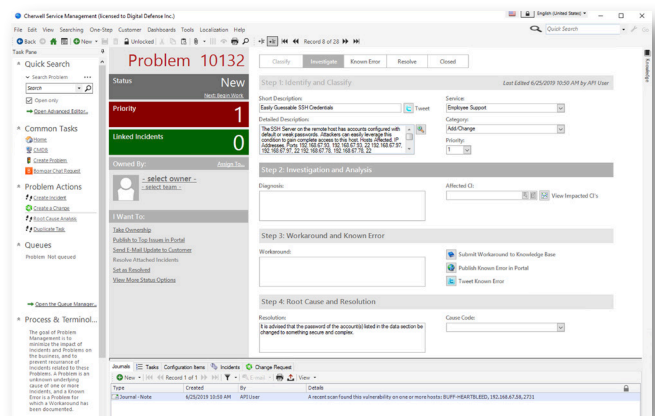 Cherwell Service Management (licensed to Digital Defence Inc.)
English (United States)
File Edit View Searching One-Step Customer Dashboards Tools Localization Help
Quick Search
Back
New
Unlocked
Record 8 of 28
Task Pane
Quick Search
Search Problem
Search
Open only
Open Advanced Editor...
Common Tasks
Home
CMDB
Create Problem
Bomgar Chat Request
Problem Actions
Create Incident
Create a Change
Root Cause Analysis
Duplicate Task
Queues
Problem Not queued
Open the Queue Manager...
Process & Terminol...
The goal of Problem
Management is to
minimize the impact of
Incidents and Problems on
the business, and to
prevent recurrence of
Incidents related to these
Problems. A Problem is an
unknown underlying
cause of one or more
Incidents, and a Known
Error is a Problem for
which a Workaround has
been documented.
Problem 10132
Status
New
Next: Begin Work
Priority
1
Linked Incidents
0
Owned By:
Assign To...
- select owner -
- select team -
I Want To:
Take Ownership
Publish to Top Issues in Portal
Send E-Mail Update to Customer
Resolve Attached Incidents
Set as Resolved
View More Status Options
Classify
Investigate
Known Error
Resolve
Closed
Step 1: Identify and Classify
Last Edited 6/25/2019 10:50 AM by API User
Short Description:
Easily Guessable SSH Credentials
Tweet
Detailed Description:
The SSH Server on the remote host has accounts configured with
default or weak passwords. Attackers can easily leverage this
condition to gain complete access to this host. Hosts Affected, IP
Addresses, Ports 192.168.67.93, 192.168.67.93, 22 192.168.67.97,
192.168.67.97, 22 192.168.67.78, 192.168.67.78, 22
Service:
Employee Support
Category:
Add/Change
Priority:
1
Step 2: Investigation and Analysis
Diagnosis:
Affected CI:
View Impacted CI's
Step 3: Workaround and Known Error
Workaround:
Submit Workaround to Knowledge Base
Publish Known Error in Portal
Tweet Known Error
Step 4: Root Cause and Resolution
Resolution:
It is advised that the password of the account(s) listed in the data section be
changed to something secure and complex.
Cause Code:
Knowledge
Journals
Tasks
Configuration Items
Incidents
Change Request
New
Record 1 of 1
E-mail
View
Type
Created
By
Details
Journal - Note
6/25/2019 10:50 AM
API User
A recent scan found this vulnerability on one or more hosts: BUFF-HEARTBLEED, 192.168.67.58, 2721